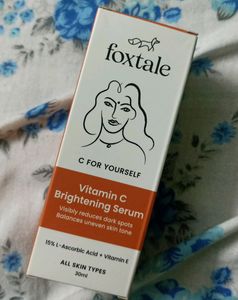 foxtale
C FOR YOURSELF
Vitamin C
Brightening Serum
Visibly reduces dark spots
Balances uneven skin tone
15% L-Ascorbic Acid + Vitamin E
ALL SKIN TYPES
30ml